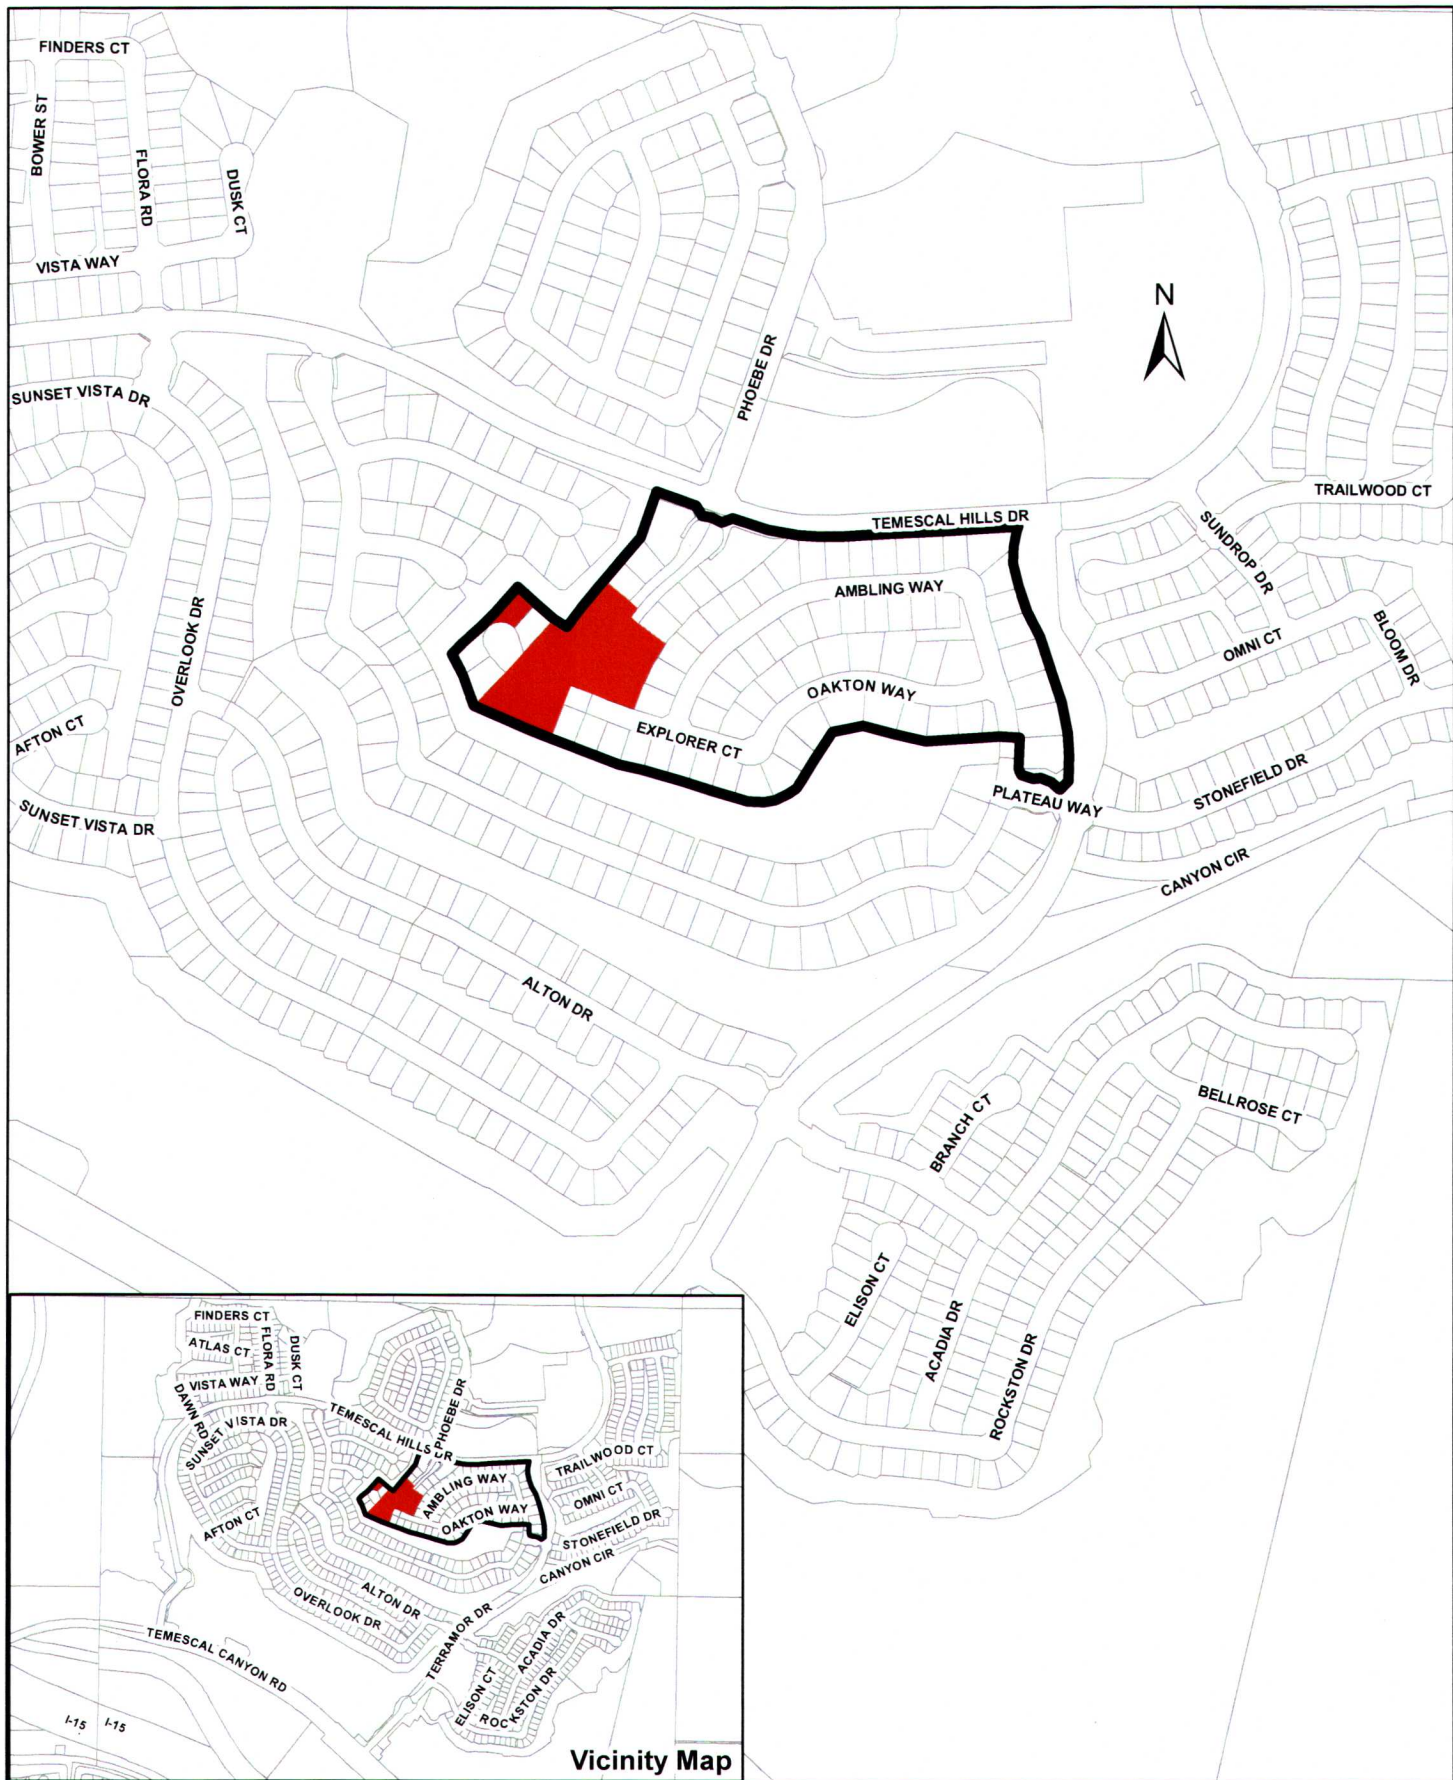 FINDERS CT
BOWER ST
FLORA RD
DUSK CT
VISTA WAY
SUNSET VISTA DR
PHOEBE DR
N
TRAILWOOD CT
TEMESCAL HILLS DR
SUNDROP DR
AMBLING WAY
OVERLOOK DR
BLOOM DR
OMNI CT
OAKTON WAY
AFTON CT
EXPLORER CT
STONEFIELD DR
PLATEAU WAY
SUNSET VISTA DR
CANYON CIR
ALTON DR
BRANCH CT
BELLROSE CT
ELISON CT
ACADIA DR
ROCKSTON DR
FINDERS CT
ATLAS CT
FLORA RD
DUSK CT
VISTA WAY
DAWN RD
SUNSET VISTA DR
TEMESCAL HILLS DR
PHOEBE DR
TRAILWOOD CT
AMBLING WAY
OMNI CT
OAKTON WAY
AFTON CT
STONEFIELD DR
CANYON CIR
ALTON DR
OVERLOOK DR
TERRAMOR DR
ACADIA DR
TEMESCAL CANYON RD
ELISON CT
ROCKSTON DR
I-15
I-15
Vicinity Map